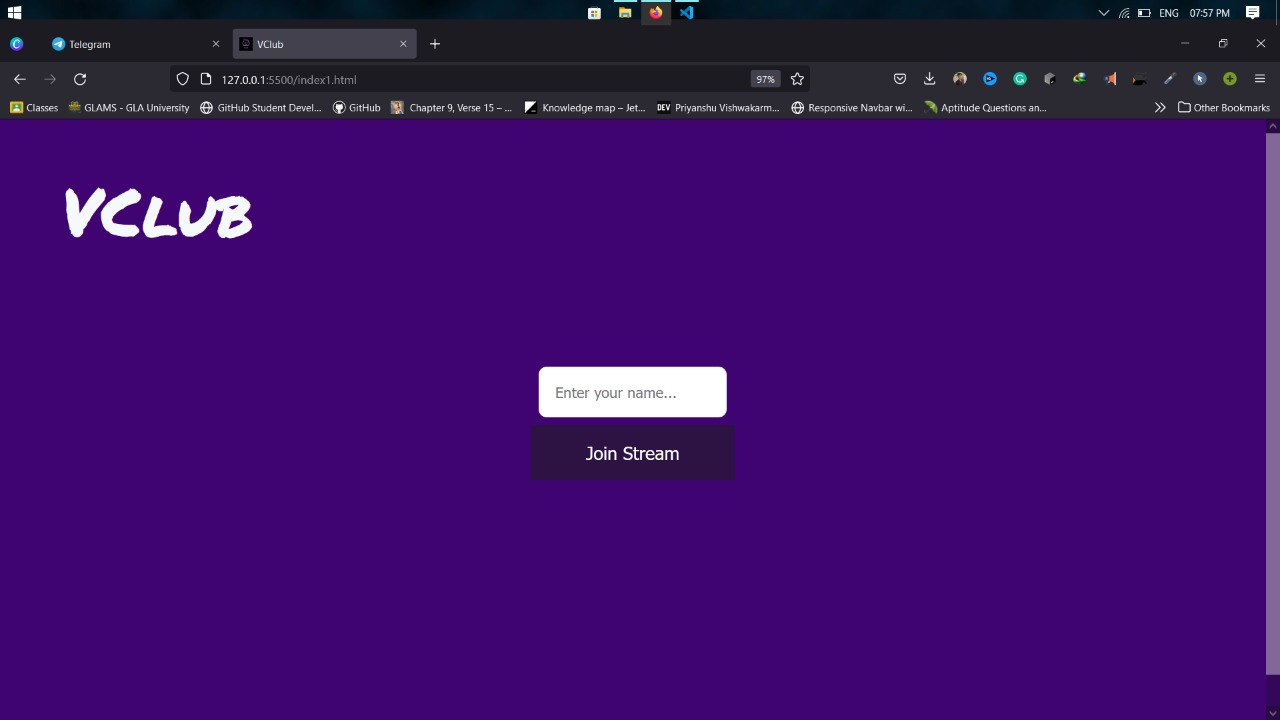 ENG 07:57 PM
Telegram
VClub
127.0.0.1:5500/index1.html
97%
Classes
GLAMS - GLA University
GitHub Student Devel...
GitHub
Chapter 9, Verse 15 – ...
Knowledge map – Jet...
DEV
Priyanshu Vishwakarm...
Responsive Navbar wi...
Aptitude Questions an...
Other Bookmarks
VClub
Enter your name...
Join Stream